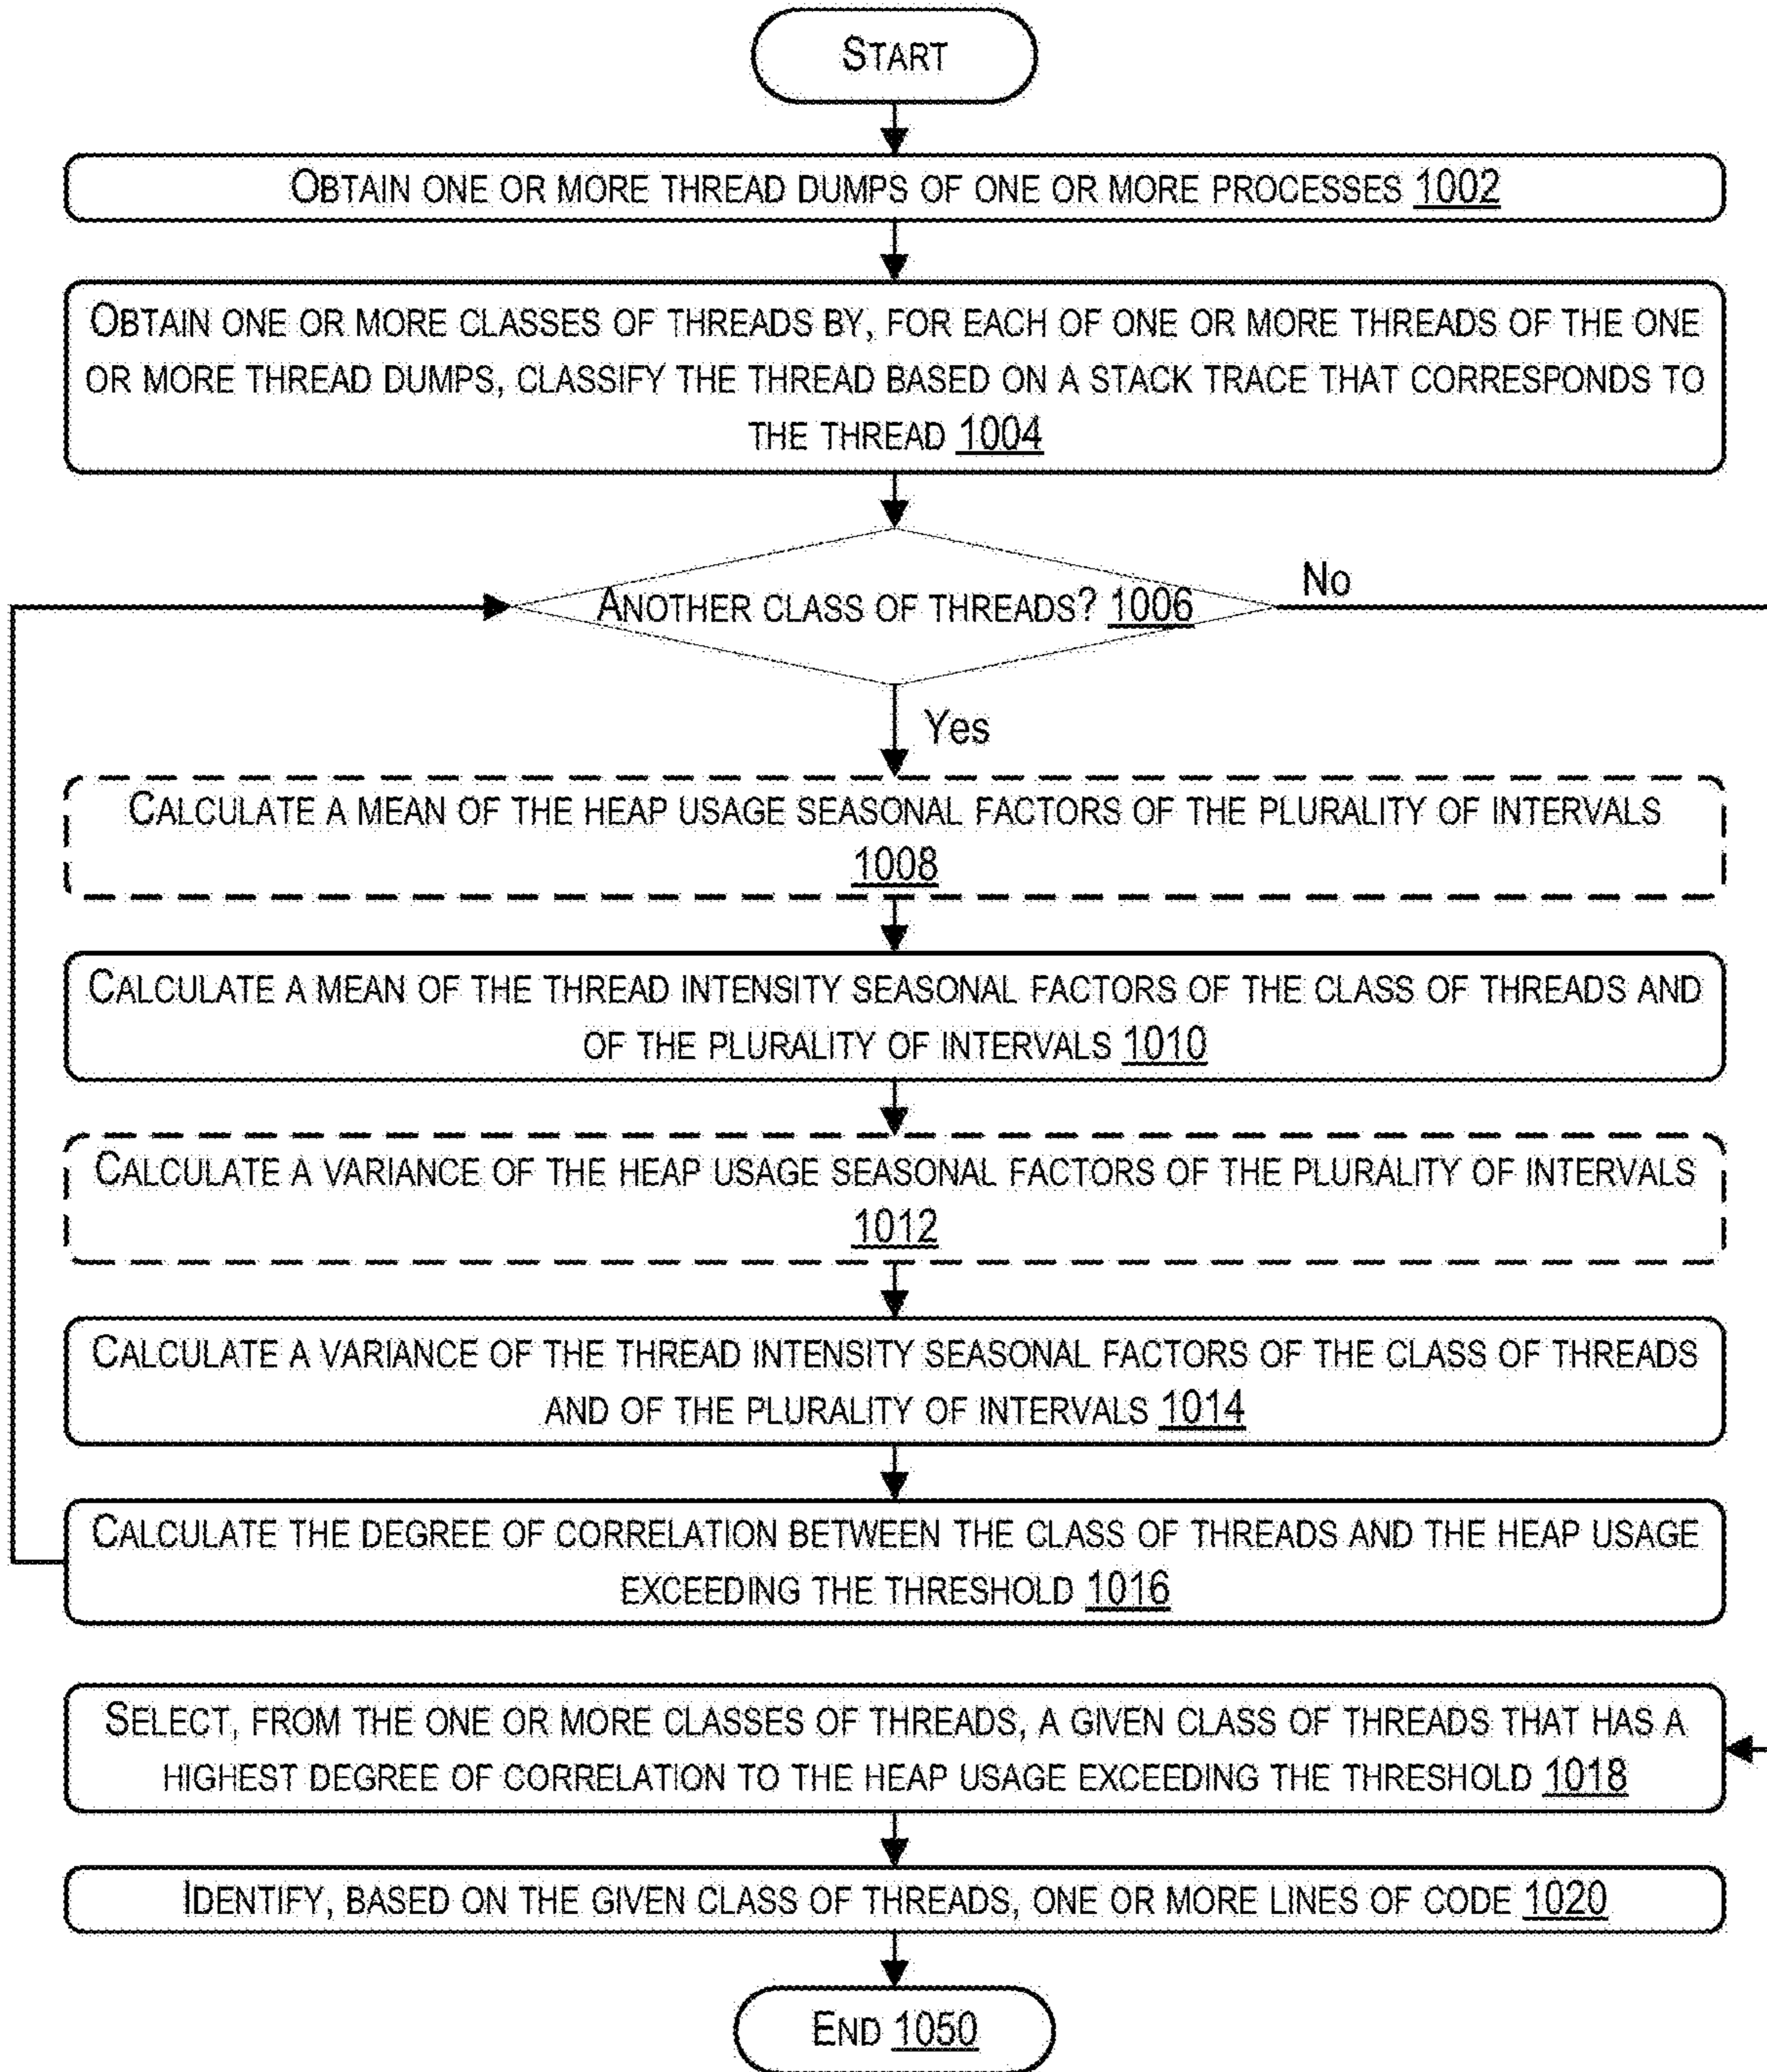 START
OBTAIN ONE OR MORE THREAD DUMPS OF ONE OR MORE PROCESSES 1002
OBTAIN ONE OR MORE CLASSES OF THREADS BY, FOR EACH OF ONE OR MORE THREADS OF THE ONE
OR MORE THREAD DUMPS, CLASSIFY THE THREAD BASED ON A STACK TRACE THAT CORRESPONDS TO
THE THREAD 1004
ANOTHER CLASS OF THREADS? 1006
No
Yes
CALCULATE A MEAN OF THE HEAP USAGE SEASONAL FACTORS OF THE PLURALITY OF INTERVALS
1008
CALCULATE A MEAN OF THE THREAD INTENSITY SEASONAL FACTORS OF THE CLASS OF THREADS AND
OF THE PLURALITY OF INTERVALS 1010
CALCULATE A VARIANCE OF THE HEAP USAGE SEASONAL FACTORS OF THE PLURALITY OF INTERVALS
1012
CALCULATE A VARIANCE OF THE THREAD INTENSITY SEASONAL FACTORS OF THE CLASS OF THREADS
AND OF THE PLURALITY OF INTERVALS 1014
CALCULATE THE DEGREE OF CORRELATION BETWEEN THE CLASS OF THREADS AND THE HEAP USAGE
EXCEEDING THE THRESHOLD 1016
SELECT, FROM THE ONE OR MORE CLASSES OF THREADS, A GIVEN CLASS OF THREADS THAT HAS A
HIGHEST DEGREE OF CORRELATION TO THE HEAP USAGE EXCEEDING THE THRESHOLD 1018
IDENTIFY, BASED ON THE GIVEN CLASS OF THREADS, ONE OR MORE LINES OF CODE 1020
END 1050